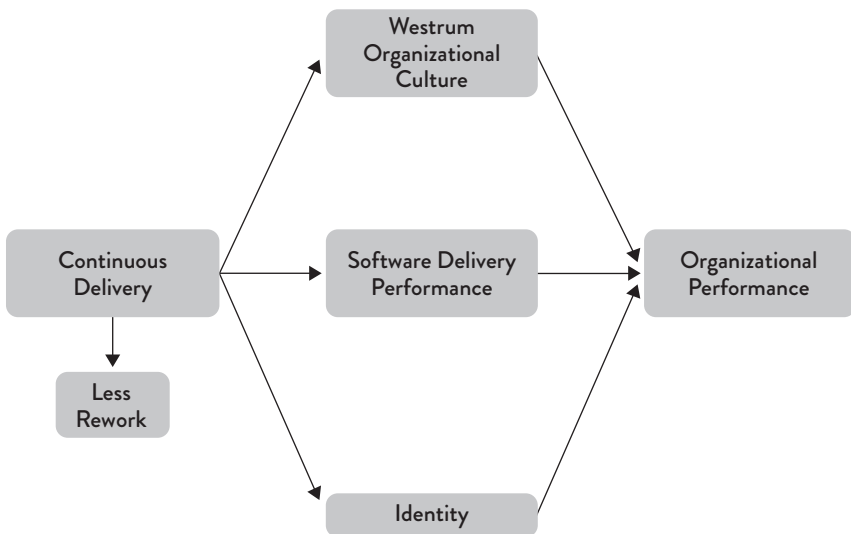 Westrum
Organizational
Culture
Continuous
Delivery
Software Delivery
Performance
Organizational
Performance
Less
Rework
Identity